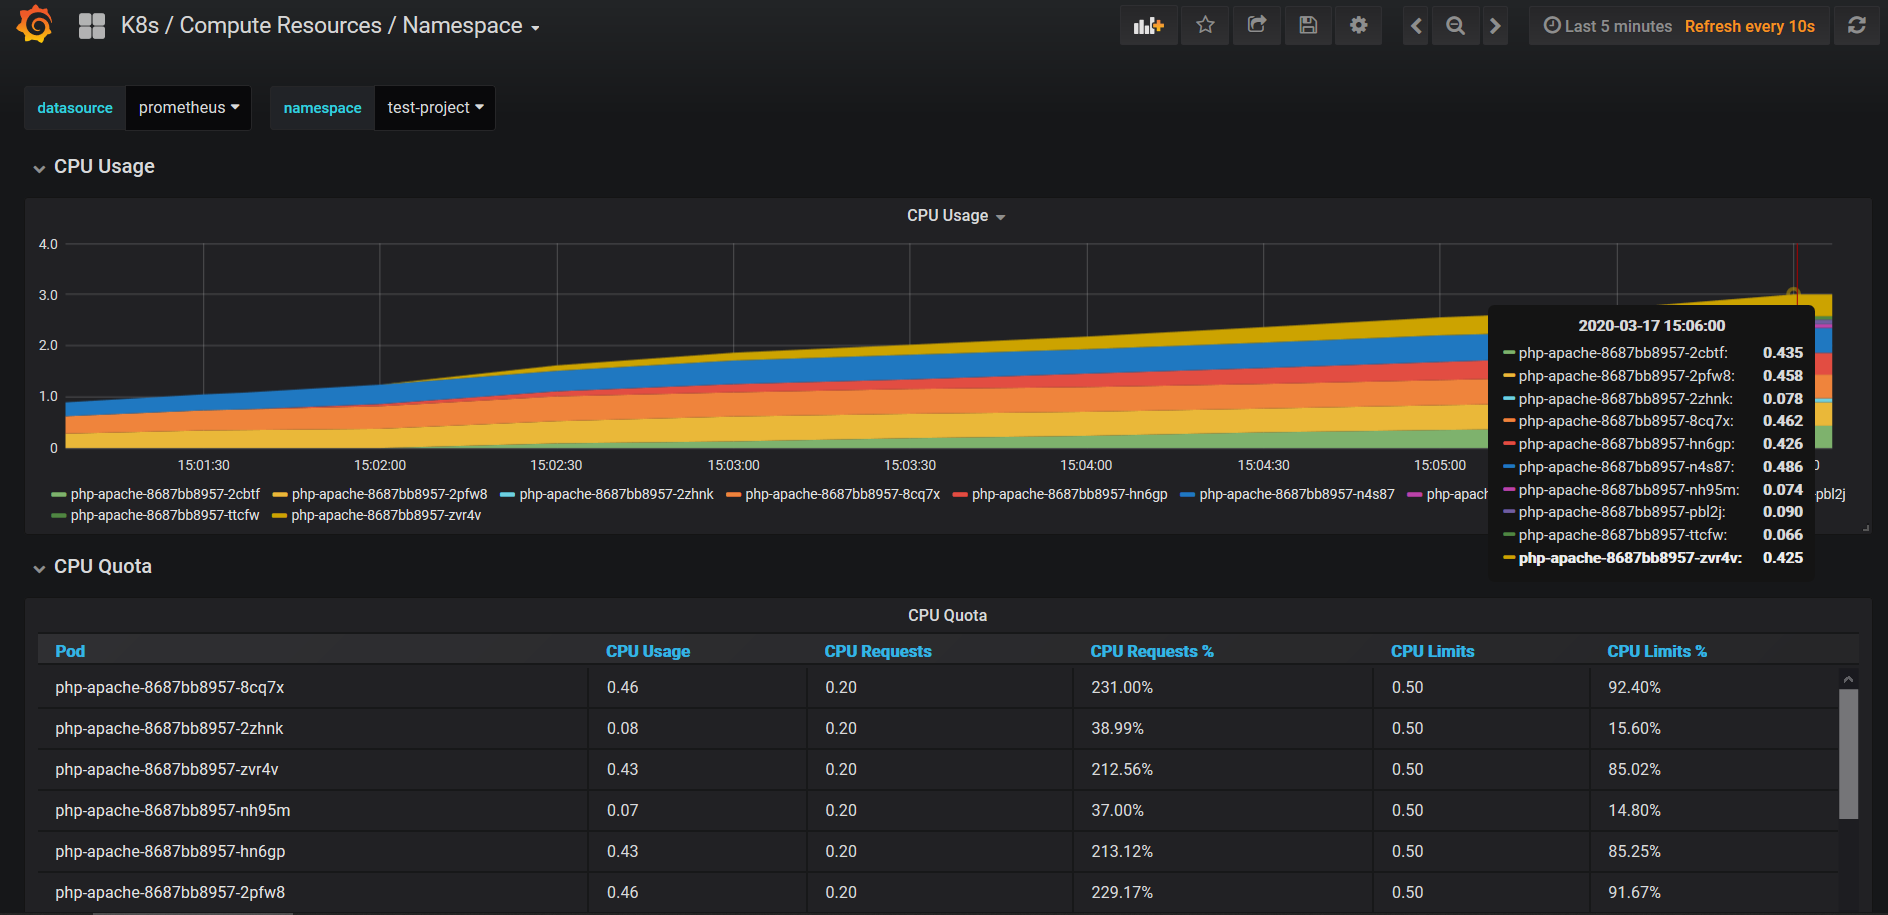 K8s / Compute Resources / Namespace
Last 5 minutes Refresh every 10s
datasource prometheus namespace test-project
CPU Usage
CPU Usage
4.0
3.0
2.0
1.0
0
15:01:30 15:02:00 15:02:30 15:03:00 15:03:30 15:04:00 15:04:30 15:05:00 0
php-apache-8687bb8957-2cbtf php-apache-8687bb8957-2pfw8 php-apache-8687bb8957-2zhnk php-apache-8687bb8957-8cq7x php-apache-8687bb8957-hn6gp php-apache-8687bb8957-n4s87 php-apach -pbl2j
php-apache-8687bb8957-ttcfw php-apache-8687bb8957-zvr4v
2020-03-17 15:06:00
php-apache-8687bb8957-2cbtf: 0.435
php-apache-8687bb8957-2pfw8: 0.458
php-apache-8687bb8957-2zhnk: 0.078
php-apache-8687bb8957-8cq7x: 0.462
php-apache-8687bb8957-hn6gp: 0.426
php-apache-8687bb8957-n4s87: 0.486
php-apache-8687bb8957-nh95m: 0.074
php-apache-8687bb8957-pbl2j: 0.090
php-apache-8687bb8957-ttcfw: 0.066
php-apache-8687bb8957-zvr4v: 0.425
CPU Quota
CPU Quota
Pod CPU Usage CPU Requests CPU Requests % CPU Limits CPU Limits %
php-apache-8687bb8957-8cq7x 0.46 0.20 231.00% 0.50 92.40%
php-apache-8687bb8957-2zhnk 0.08 0.20 38.99% 0.50 15.60%
php-apache-8687bb8957-zvr4v 0.43 0.20 212.56% 0.50 85.02%
php-apache-8687bb8957-nh95m 0.07 0.20 37.00% 0.50 14.80%
php-apache-8687bb8957-hn6gp 0.43 0.20 213.12% 0.50 85.25%
php-apache-8687bb8957-2pfw8 0.46 0.20 229.17% 0.50 91.67%